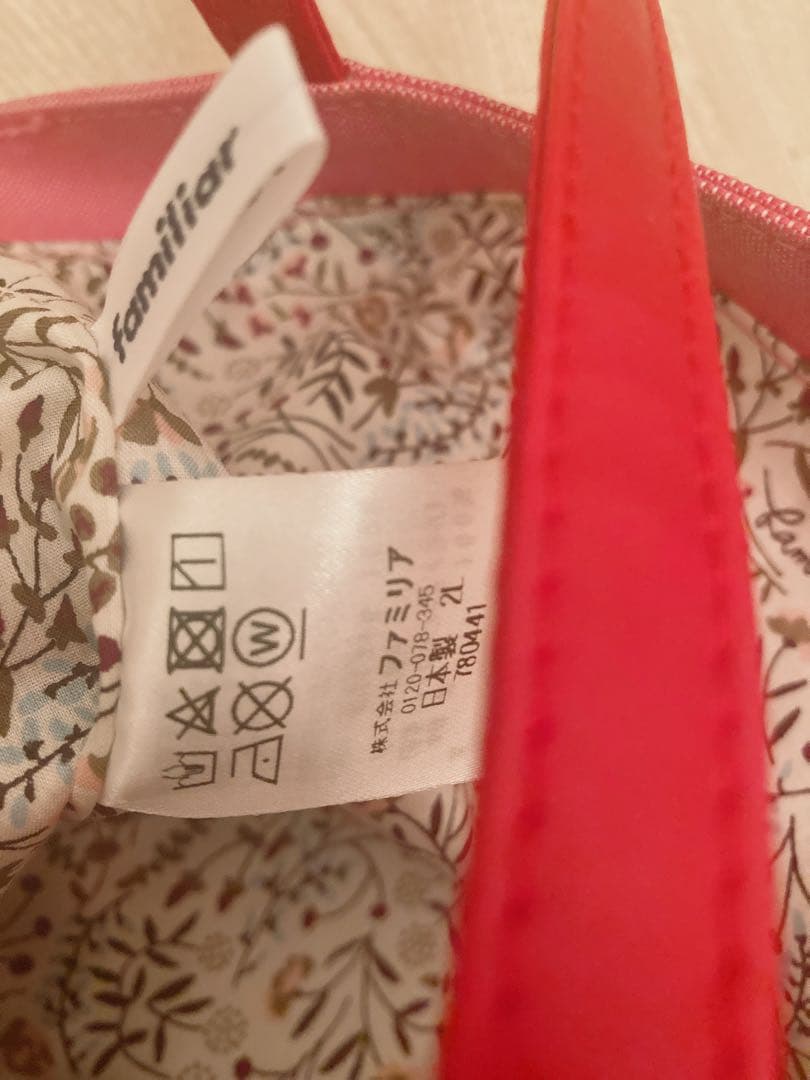 familiar
株式会社 ファミリア
0120-078-345
日本製 2L
780441
W